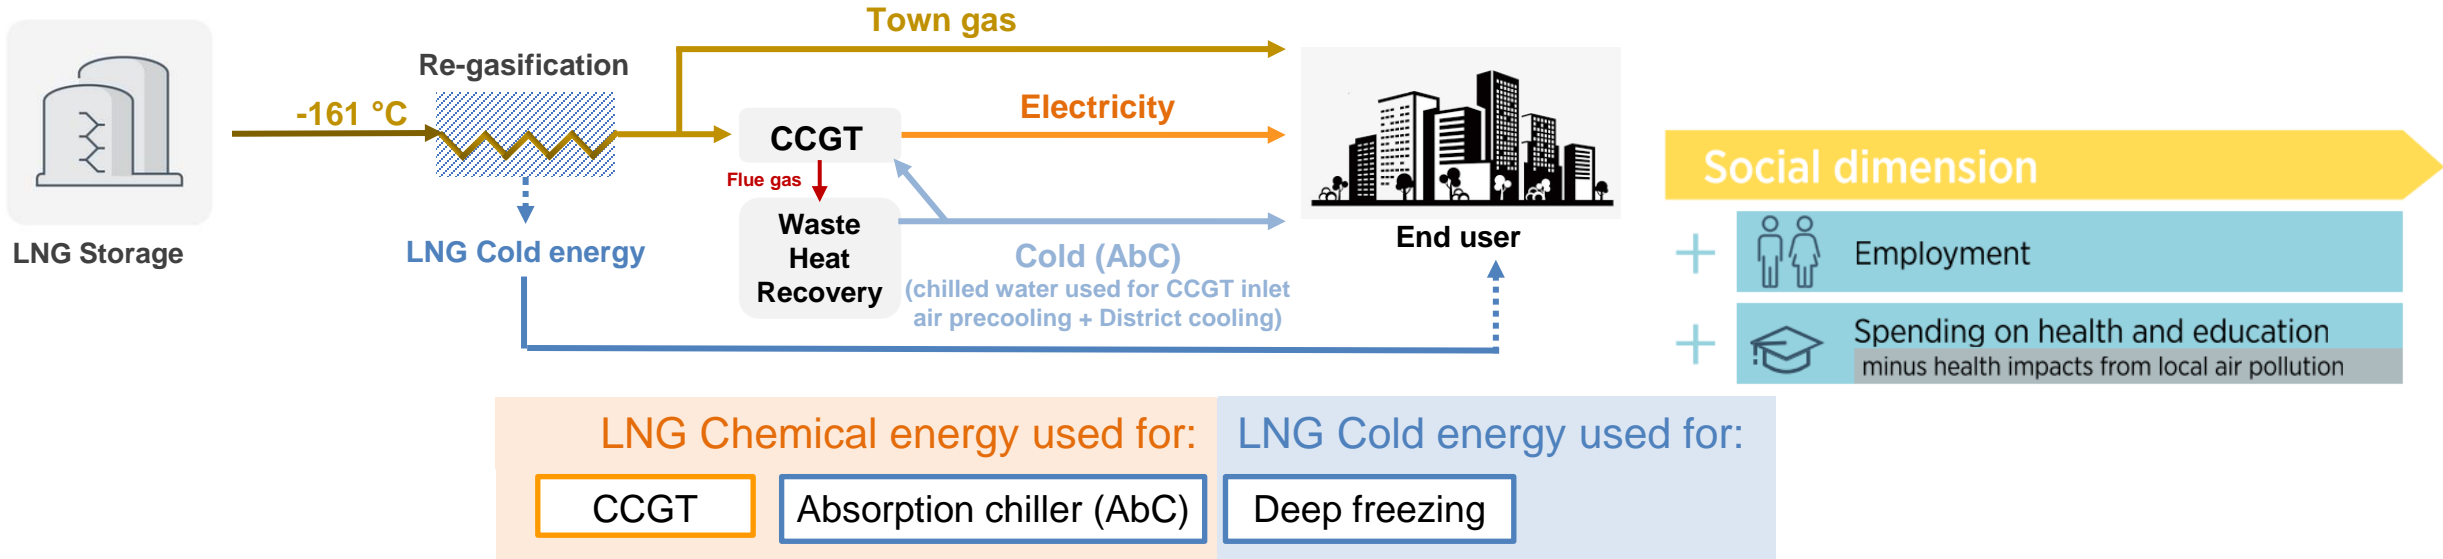 Town gas
Re-gasification
-161 °C
LNG Storage
LNG Cold energy
CCGT
Flue gas
Waste
Heat
Recovery
Electricity
Cold (AbC)
(chilled water used for CCGT inlet
air precooling + District cooling)
End user
Social dimension
+ Employment
+ Spending on health and education
minus health impacts from local air pollution
LNG Chemical energy used for:
CCGT
Absorption chiller (AbC)
LNG Cold energy used for:
Deep freezing